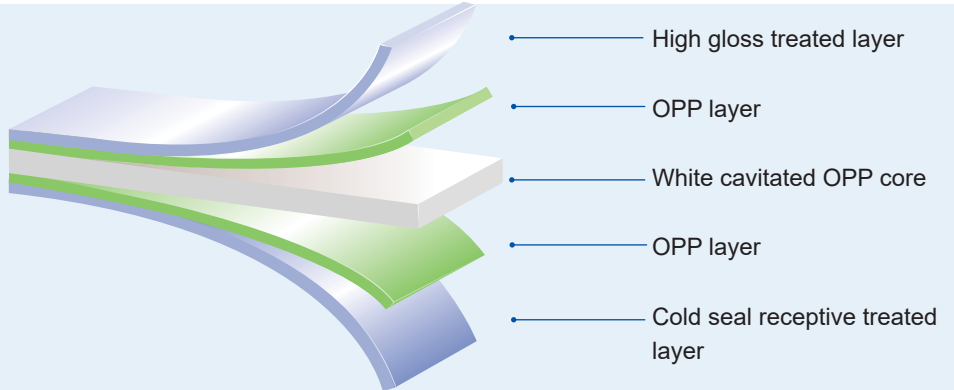 High gloss treated layer
OPP layer
White cavitated OPP core
OPP layer
Cold seal receptive treated
layer